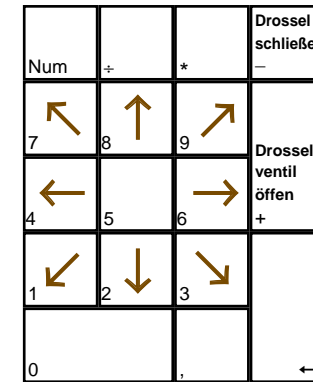 Drossel
schließe
Num ÷ * –
7 8 9
Drossel
ventil
öffen
4 5 6 +
1 2 3
0 ,